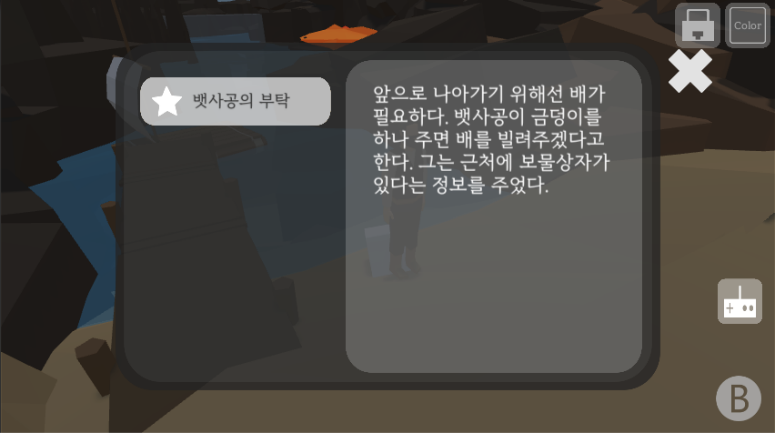 Color
뱃사공의 부탁
앞으로 나아가기 위해선 배가
필요하다. 뱃사공이 금덩이를
하나 주면 배를 빌려주겠다고
한다. 그는 근처에 보물상자가
있다는 정보를 주었다.
B